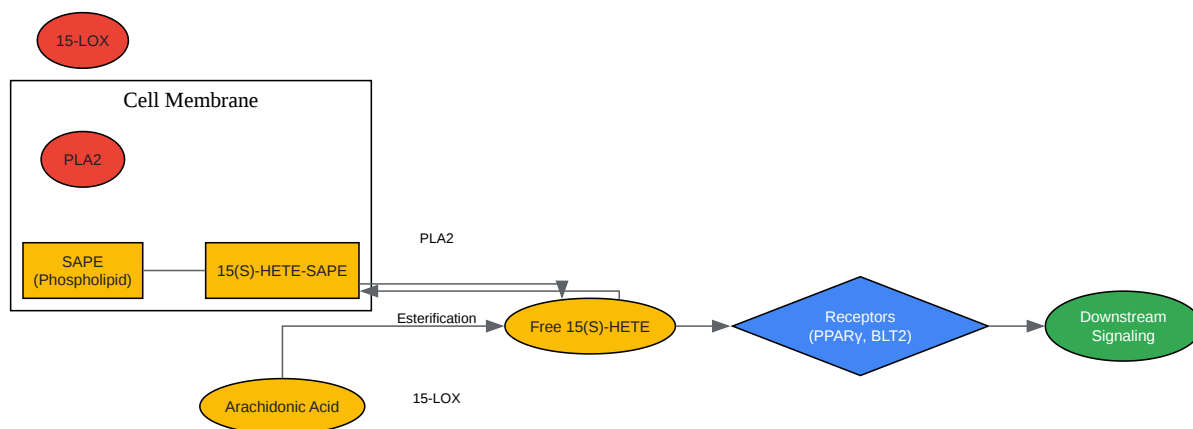 15-LOX
Cell Membrane
PLA2
SAPE
(Phospholipid)
15(S)-HETE-SAPE
PLA2
Esterification
Free 15(S)-HETE
Receptors
(PPARγ, BLT2)
Downstream
Signaling
Arachidonic Acid
15-LOX